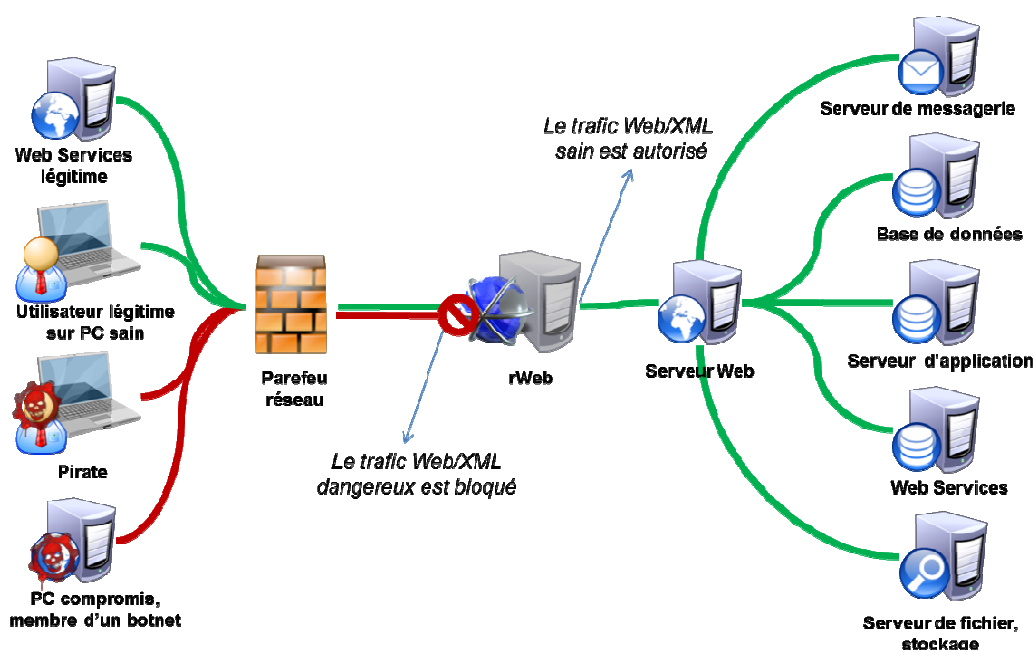 Web Services
légitime
Utilisateur légitime
sur PC sain
Pirate
PC compromis,
membre d'un botnet
Parefeu
réseau
Le trafic Web/XML
dangereux est bloqué
rWeb
Le trafic Web/XML
sain est autorisé
Serveur Web
Serveur de messagerie
Base de données
Serveur d'application
Web Services
Serveur de fichier,
stockage